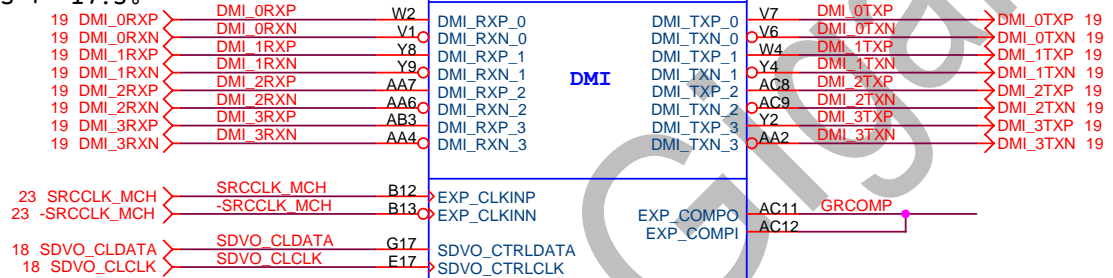 19 DMI_0RXP DMI_0RXP W2 DMI_RXP_0 DMI_TXP_0 V7 DMI_0TXP DMI_0TXP 19
19 DMI_0RXN DMI_0RXN V1 DMI_RXN_0 DMI_TXN_0 V6 DMI_0TXN DMI_0TXN 19
19 DMI_1RXP DMI_1RXP Y8 DMI_RXP_1 DMI_TXP_1 W4 DMI_1TXP DMI_1TXP 19
19 DMI_1RXN DMI_1RXN Y9 DMI_RXN_1 DMI_TXN_1 Y4 DMI_1TXN DMI_1TXN 19
19 DMI_2RXP DMI_2RXP AA7 DMI_RXP_2 DMI DMI_TXP_2 AC8 DMI_2TXP DMI_2TXP 19
19 DMI_2RXN DMI_2RXN AA6 DMI_RXN_2 DMI_TXN_2 AC9 DMI_2TXN DMI_2TXN 19
19 DMI_3RXP DMI_3RXP AB3 DMI_RXP_3 DMI_TXP_3 Y2 DMI_3TXP DMI_3TXP 19
19 DMI_3RXN DMI_3RXN AA4 DMI_RXN_3 DMI_TXN_3 AA2 DMI_3TXN DMI_3TXN 19
23 SRCCLK_MCH SRCCLK_MCH B12 EXP_CLKINP
23 -SRCCLK_MCH -SRCCLK_MCH B13 EXP_CLKINN EXP_COMPO AC11 GRCOMP
EXP_COMPI AC12
18 SDVO_CLDATA SDVO_CLDATA G17 SDVO_CTRLDATA
18 SDVO_CLCLK SDVO_CLCLK E17 SDVO_CTRLCLK